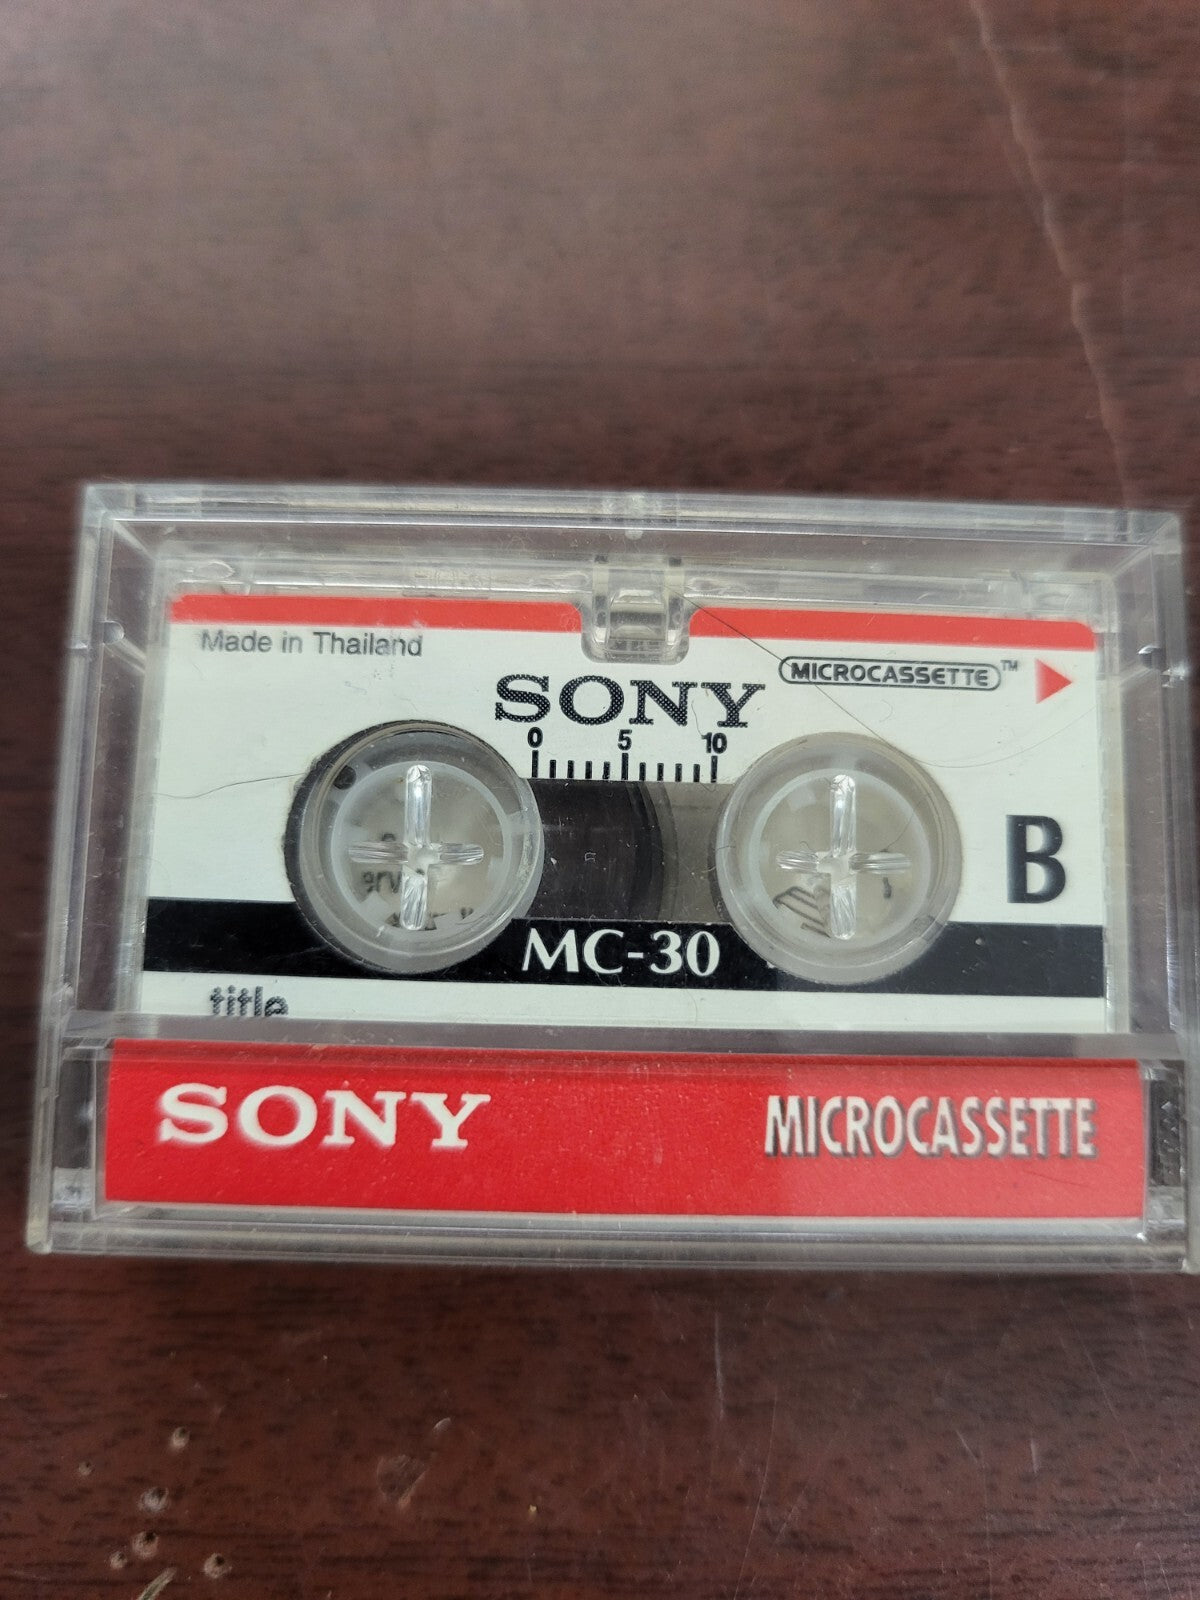 Made in Thailand
MICROCASSETTE™
SONY
0 5 10
B
MC-30
title
SONY MICROCASSETTE